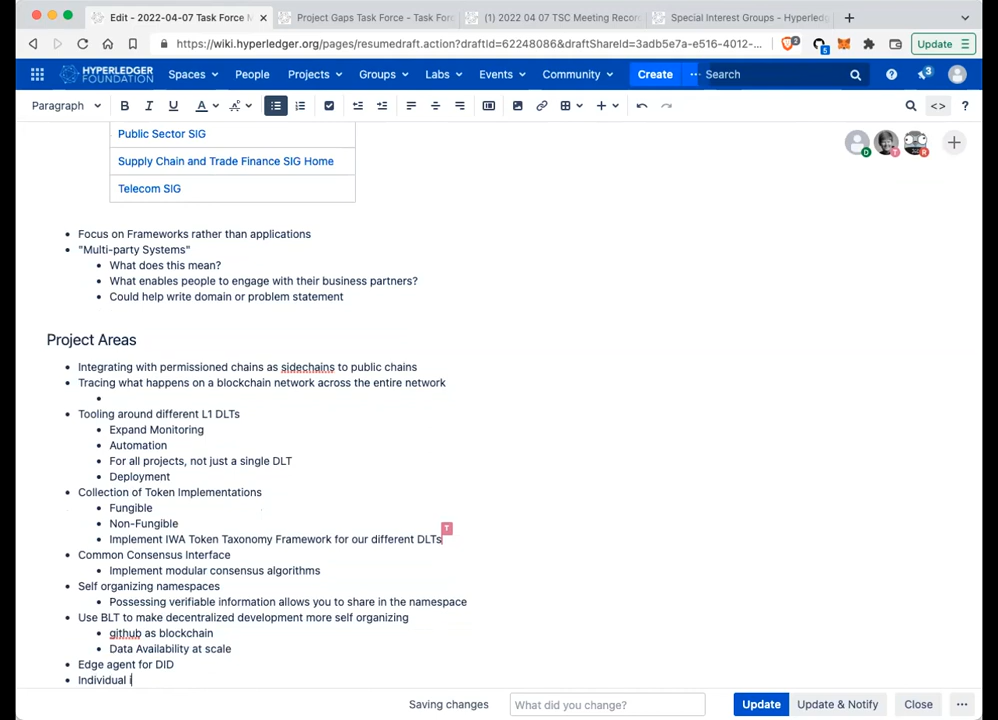 Edit - 2022-04-07 Task Force M
Project Gaps Task Force - Task For
(1) 2022 04 07 TSC Meeting Recor
Special Interest Groups - Hyperledg
https://wiki.hyperledger.org/pages/resumedraft.action?draftId=62248086&draftShareId=3adb5e7a-e516-4012-...
2
5
Update
HYPERLEDGER
FOUNDATION
Spaces
People
Projects
Groups
Labs
Events
Community
Create
Search
3
Paragraph
B
I
U
A
Public Sector SIG
Supply Chain and Trade Finance SIG Home
Telecom SIG
D
T
R
Focus on Frameworks rather than applications
"Multi-party Systems"
What does this mean?
What enables people to engage with their business partners?
Could help write domain or problem statement
Project Areas
Integrating with permissioned chains as sidechains to public chains
Tracing what happens on a blockchain network across the entire network
Tooling around different L1 DLTs
Expand Monitoring
Automation
For all projects, not just a single DLT
Deployment
Collection of Token Implementations
Fungible
Non-Fungible
T
Implement IWA Token Taxonomy Framework for our different DLTs
Common Consensus Interface
Implement modular consensus algorithms
Self organizing namespaces
Possessing verifiable information allows you to share in the namespace
Use BLT to make decentralized development more self organizing
github as blockchain
Data Availability at scale
Edge agent for DID
Individual i
Saving changes
What did you change?
Update
Update & Notify
Close